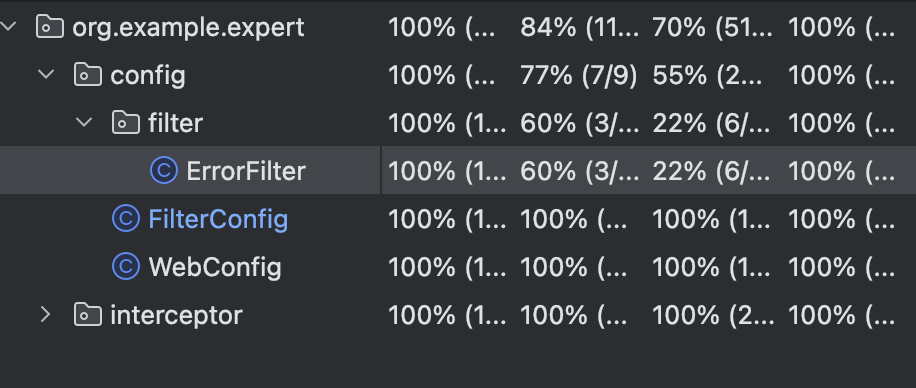 org.example.expert 100% (... 84% (11... 70% (51... 100% (...
config 100% (... 77% (7/9) 55% (2... 100% (...
filter 100% (1... 60% (3/... 22% (6/... 100% (...
C ErrorFilter 100% (1... 60% (3/... 22% (6/... 100% (...
C FilterConfig 100% (1... 100% (... 100% (1... 100% (...
C WebConfig 100% (1... 100% (... 100% (1... 100% (...
interceptor 100% (1... 100% (... 100% (2... 100% (...